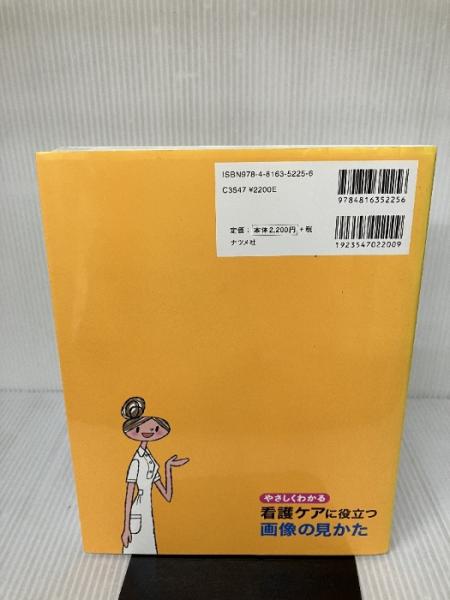 ISBN978-4-8163-5225-6
C3547 ¥2200E
定価：本体2,200円＋税
ナツメ社
9784816352256
1923547022009
やさしくわかる
看護ケアに役立つ
画像の見かた